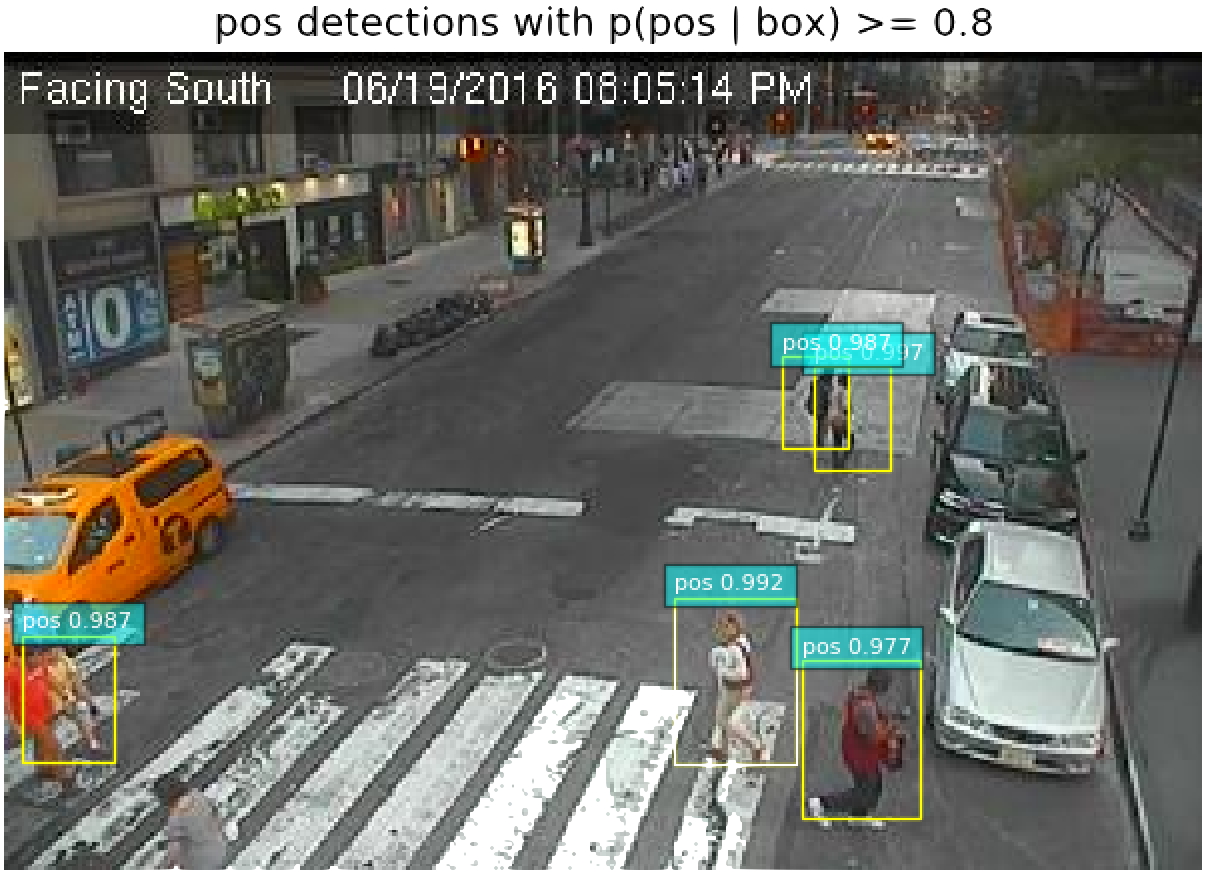 pos detections with p(pos | box) >= 0.8
Facing South 06/19/2016 08:05:14 PM
pos 0.987
pos 0.997
pos 0.992
pos 0.987
pos 0.977